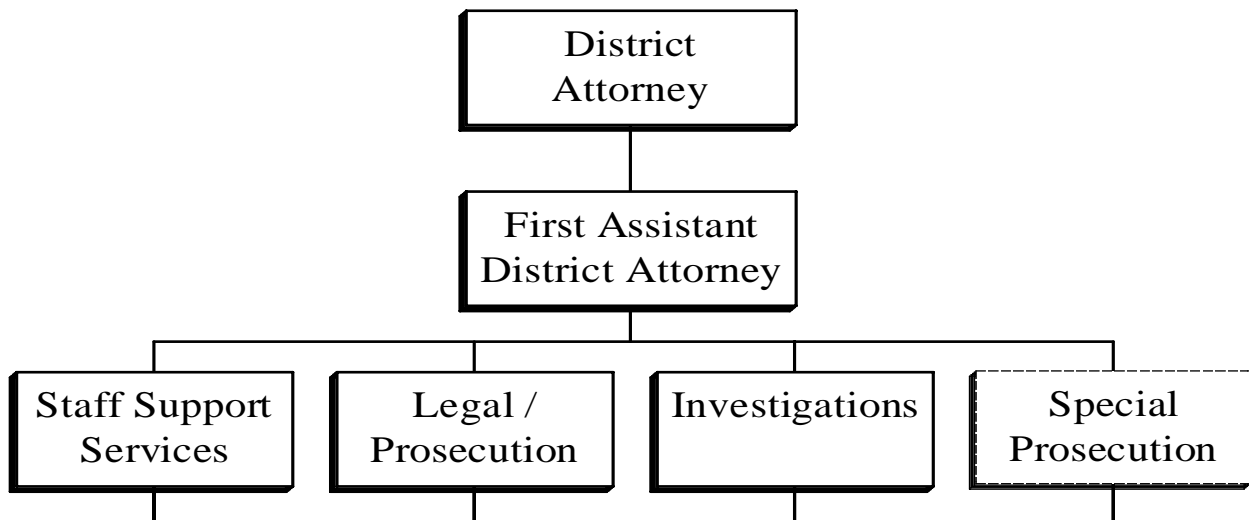 District
Attorney
First Assistant
District Attorney
Staff Support
Services
Legal /
Prosecution
Investigations
Special
Prosecution